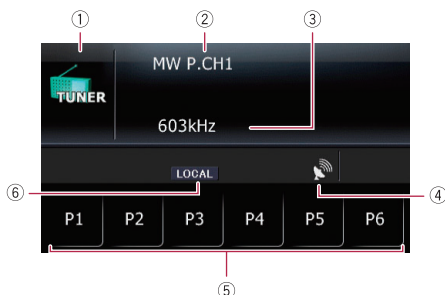 ① ② ③
MW P.CH1
TUNER
603kHz
LOCAL
⑥ ④
P1 P2 P3 P4 P5 P6
⑤